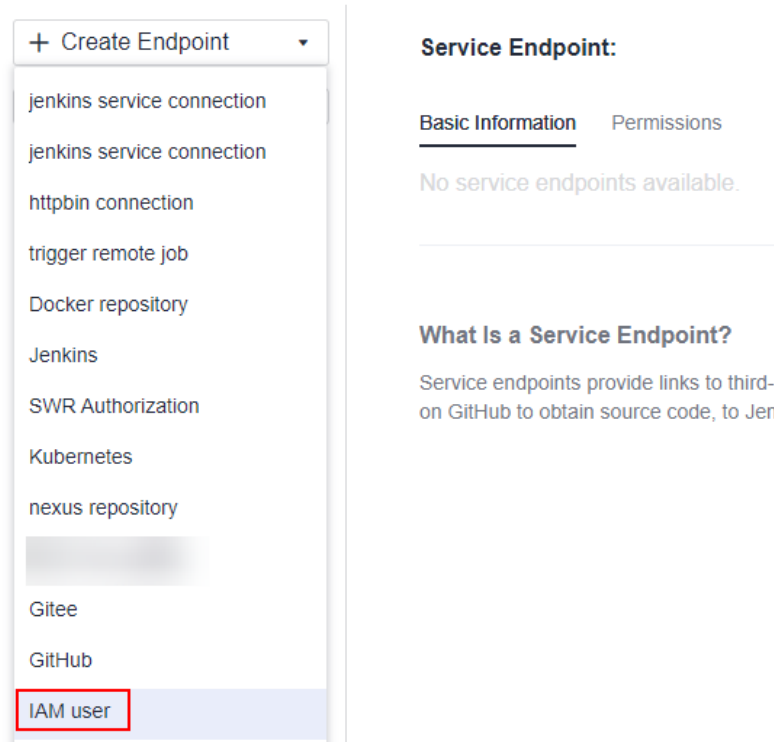 + Create Endpoint
jenkins service connection
jenkins service connection
httpbin connection
trigger remote job
Docker repository
Jenkins
SWR Authorization
Kubernetes
nexus repository
Gitee
GitHub
IAM user
Service Endpoint:
Basic Information Permissions
No service endpoints available.
What Is a Service Endpoint?
Service endpoints provide links to third-
on GitHub to obtain source code, to Jen